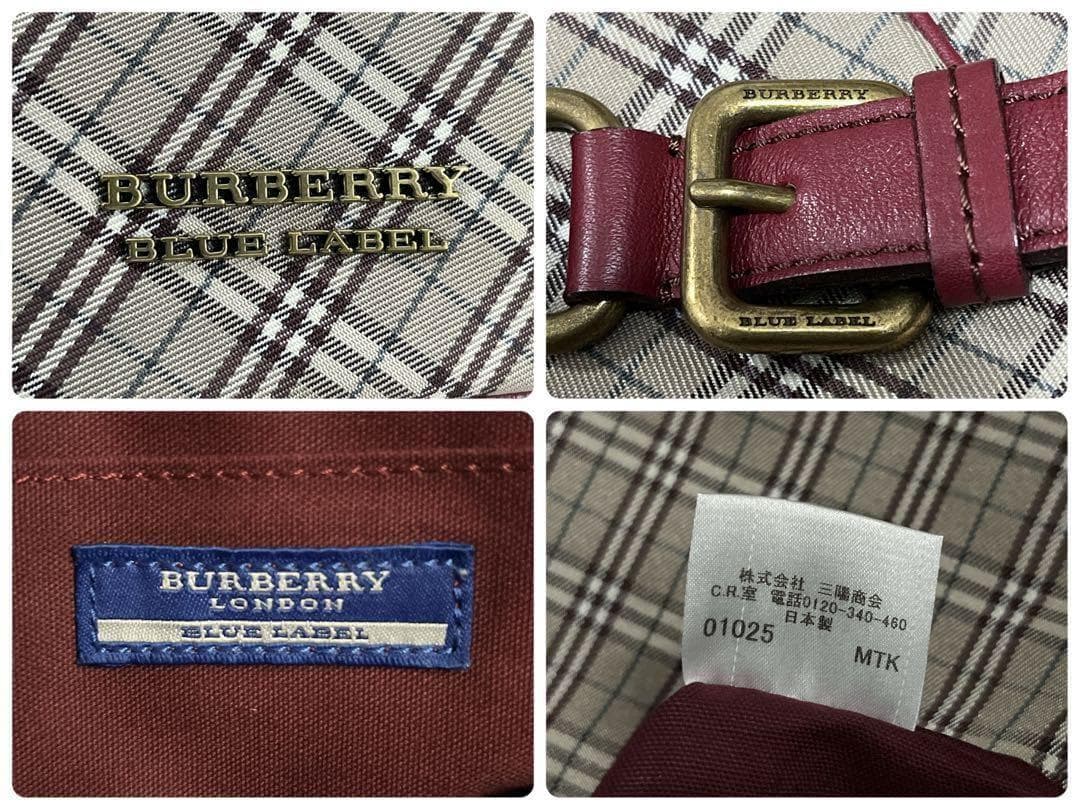 BURBERRY
BLUE LABEL
BURBERRY
BLUE LABEL
BURBERRY
LONDON
BLUE LABEL
株式会社 三陽商会
C.R.室 電話0120-340-460
日本製
01025
MTK